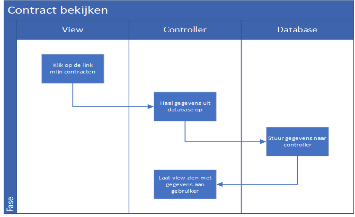 Contract bekijken
View
Controller
Database
Klik op de link
mijn contracten
Haal gegevens uit
database op
Stuur gegevens naar
controller
Laat view zien met
gegevens aan
gebruiker
Fase